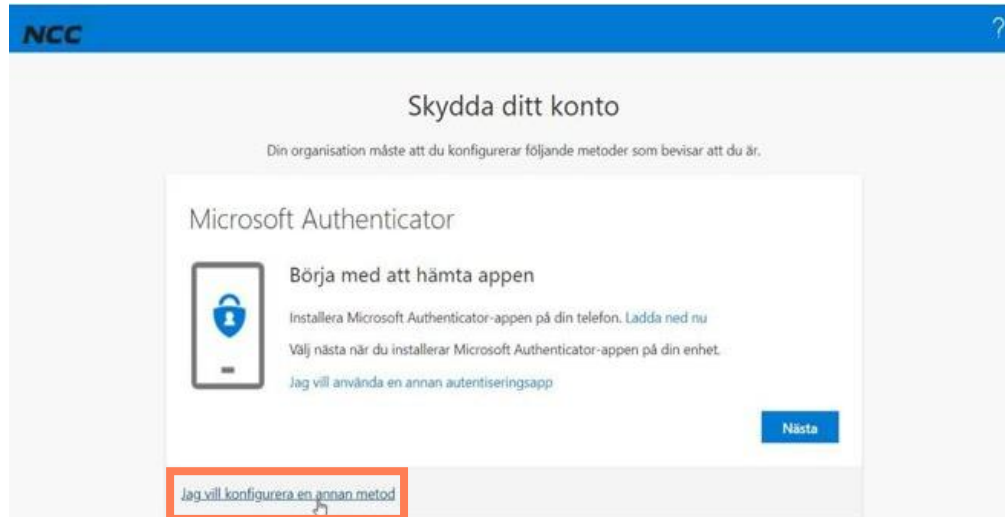 NCC
?
Skydda ditt konto
Din organisation måste att du konfigurerar följande metoder som bevisar att du är.
Microsoft Authenticator
Börja med att hämta appen
Installera Microsoft Authenticator-appen på din telefon. Ladda ned nu
Välj nästa när du installerar Microsoft Authenticator-appen på din enhet.
Jag vill använda en annan autentiseringsapp
Nästa
Jag vill konfigurera en annan metod